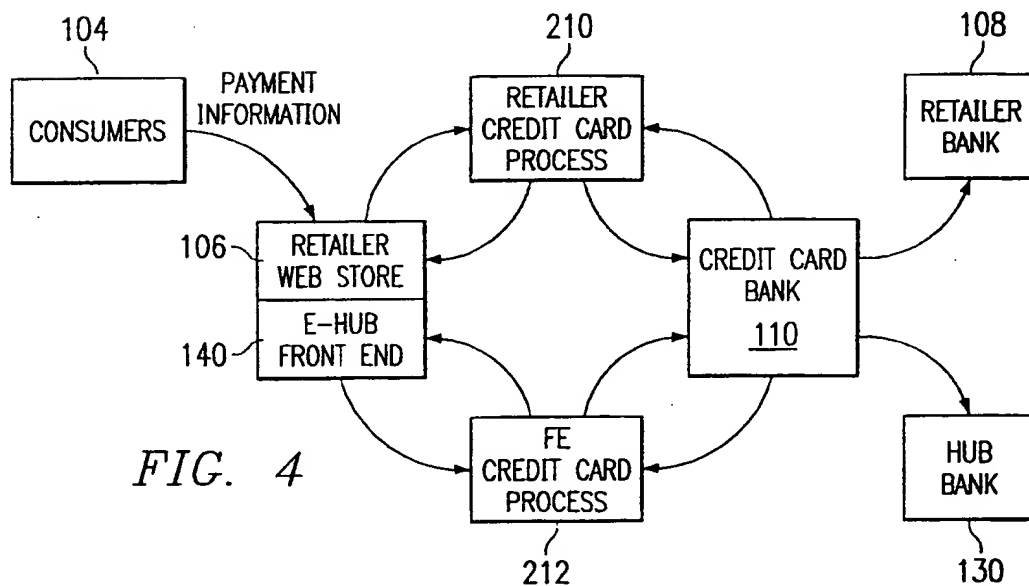 104
CONSUMERS
PAYMENT
INFORMATION
210
RETAILER
CREDIT CARD
PROCESS
108
RETAILER
BANK
106
RETAILER
WEB STORE
140
E-HUB
FRONT END
CREDIT CARD
BANK
110
FE
CREDIT CARD
PROCESS
212
HUB
BANK
130
FIG. 4